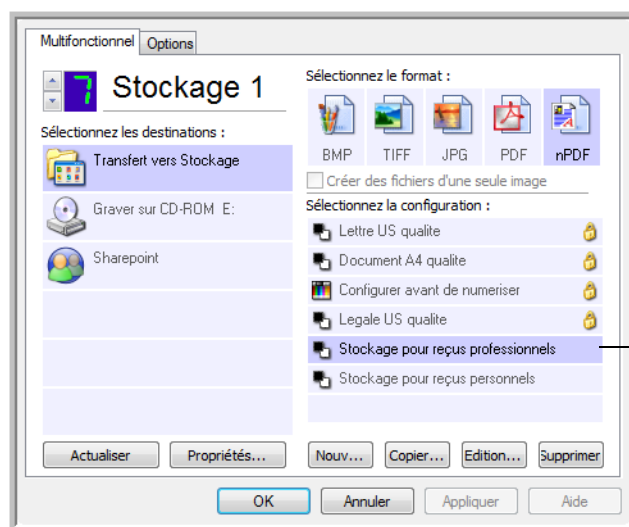 Multifonctionnel Options
7 Stockage 1
Sélectionnez les destinations :
Transfert vers Stockage
Graver sur CD-ROM E:
Sharepoint
Actualiser Propriétés...
Sélectionnez le format :
BMP TIFF JPG PDF nPDF
Créer des fichiers d'une seule image
Sélectionnez la configuration :
Lettre US qualite
Document A4 qualite
Configurer avant de numeriser
Legale US qualite
Stockage pour reçus professionnels
Stockage pour reçus personnels
Nouv... Copier... Edition... Supprimer
OK Annuler Appliquer Aide